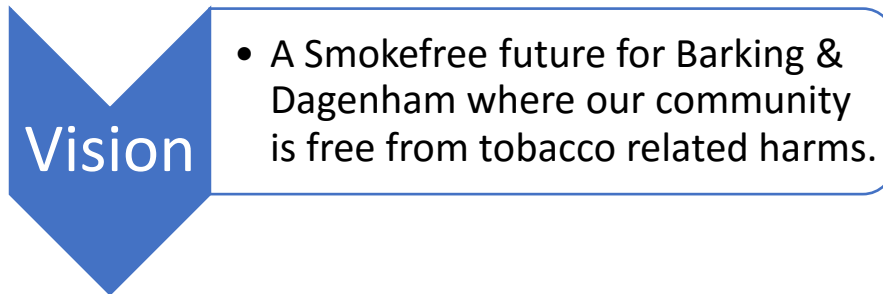 Vision
• A Smokefree future for Barking &
Dagenham where our community
is free from tobacco related harms.